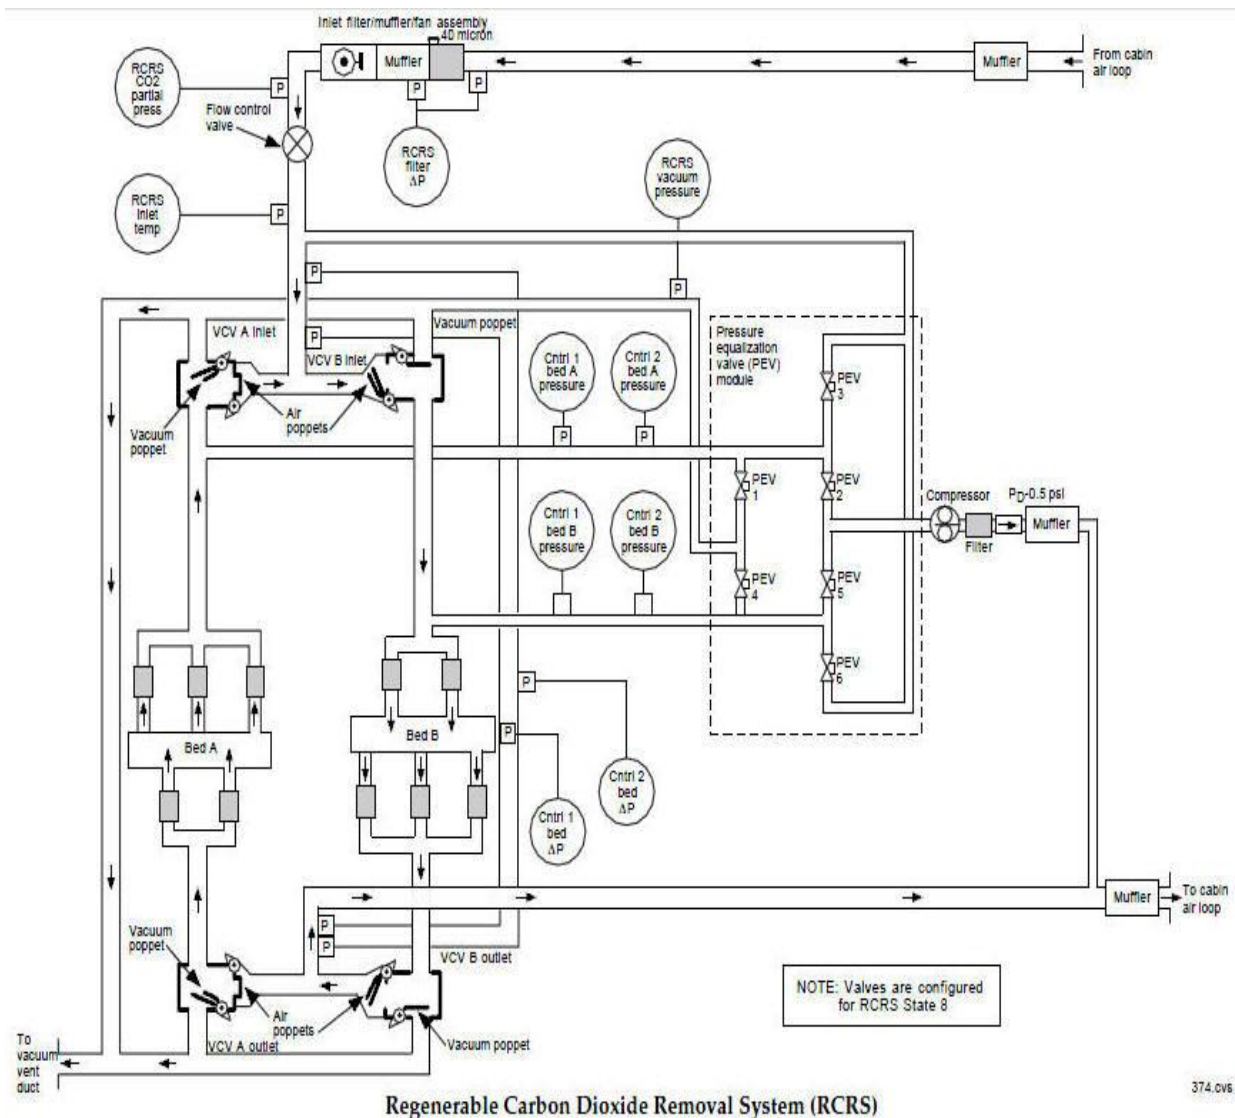 Inlet filter/muffler/fan assembly
40 micron
Muffler
Muffler
From cabin
air loop
RCRS
CO2
partial
press
P
P
P
Flow control
valve
RCRS
filter
ΔP
RCRS
vacuum
pressure
RCRS
Inlet
temp
P
P
P
VCV A Inlet
P
Vacuum poppet
VCV B Inlet
Pressure
equalization
valve (PEV)
module
Cntrl 1
bed A
pressure
Cntrl 2
bed A
pressure
PEV
3
Air
poppets
Vacuum
poppet
P
P
PEV
1
PEV
2
Compressor
PD-0.5 psi
Cntrl 1
bed B
pressure
Cntrl 2
bed B
pressure
Muffler
Filter
PEV
4
PEV
5
PEV
6
P
Bed A
Bed B
P
Cntrl 2
bed
ΔP
Cntrl 1
bed
ΔP
Muffler
To cabin
air loop
Vacuum
poppet
P
P
VCV B outlet
NOTE: Valves are configured
for RCRS State 8
Air
poppets
To
vacuum
vent
duct
VCV A outlet
Vacuum poppet
374.cvs
Regenerable Carbon Dioxide Removal System (RCRS)